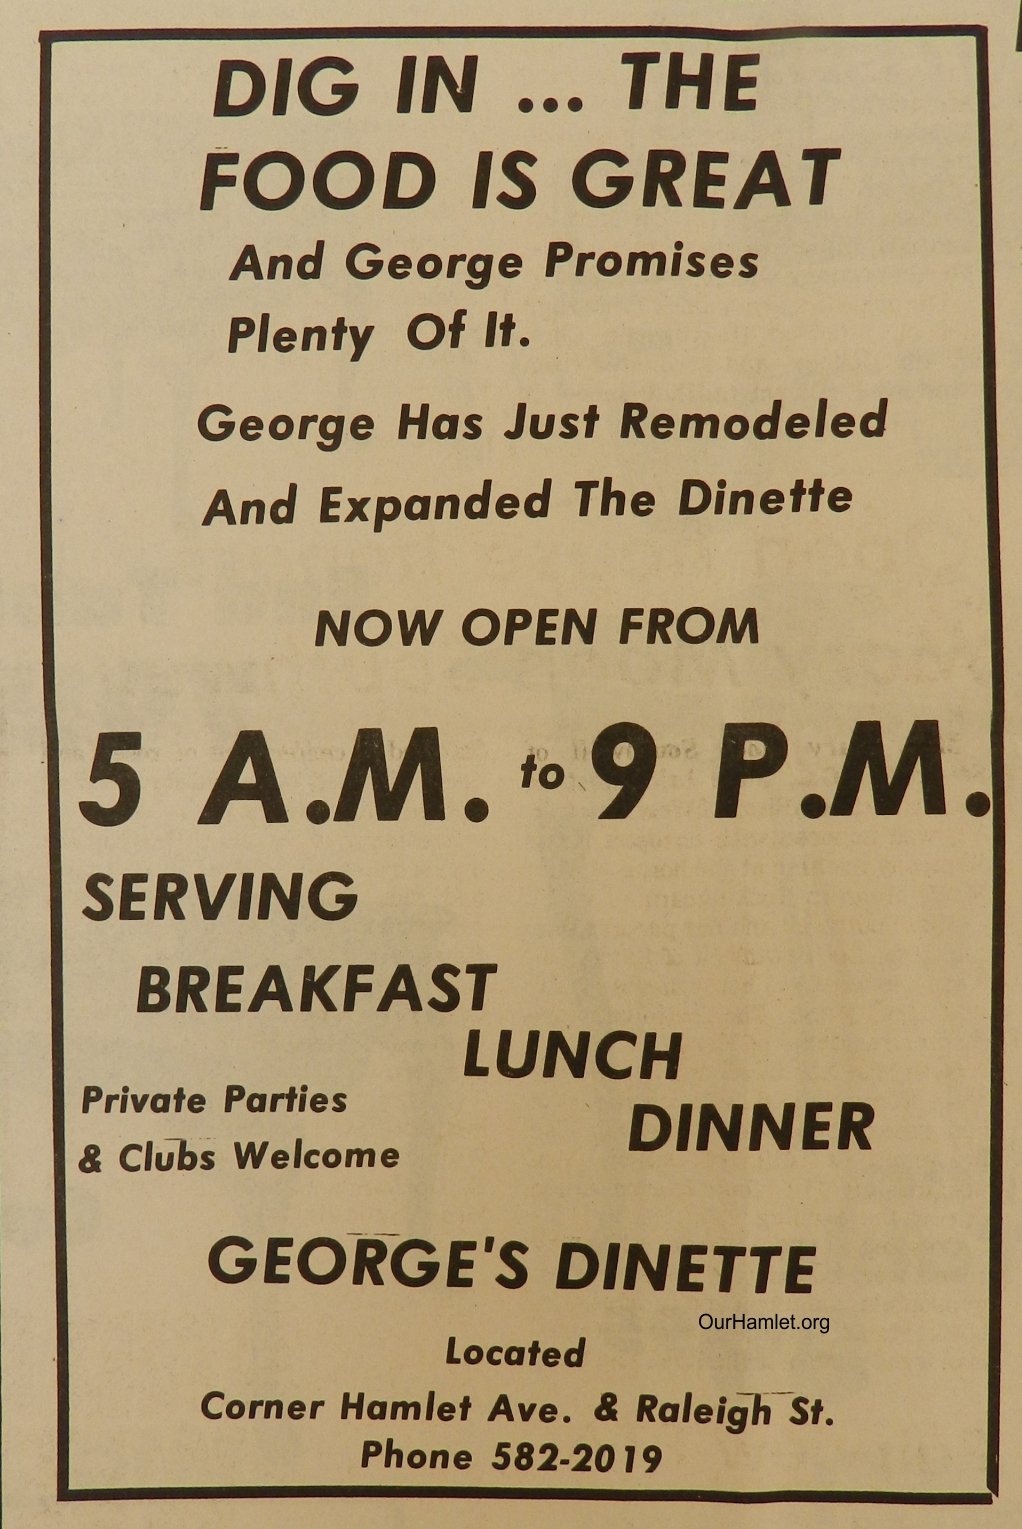 DIG IN ... THE
FOOD IS GREAT
And George Promises
Plenty Of It.
George Has Just Remodeled
And Expanded The Dinette
NOW OPEN FROM
5 A.M. to 9 P.M.
SERVING
BREAKFAST
LUNCH
DINNER
Private Parties
& Clubs Welcome
GEORGE'S DINETTE
OurHamlet.org
Located
Corner Hamlet Ave. & Raleigh St.
Phone 582-2019